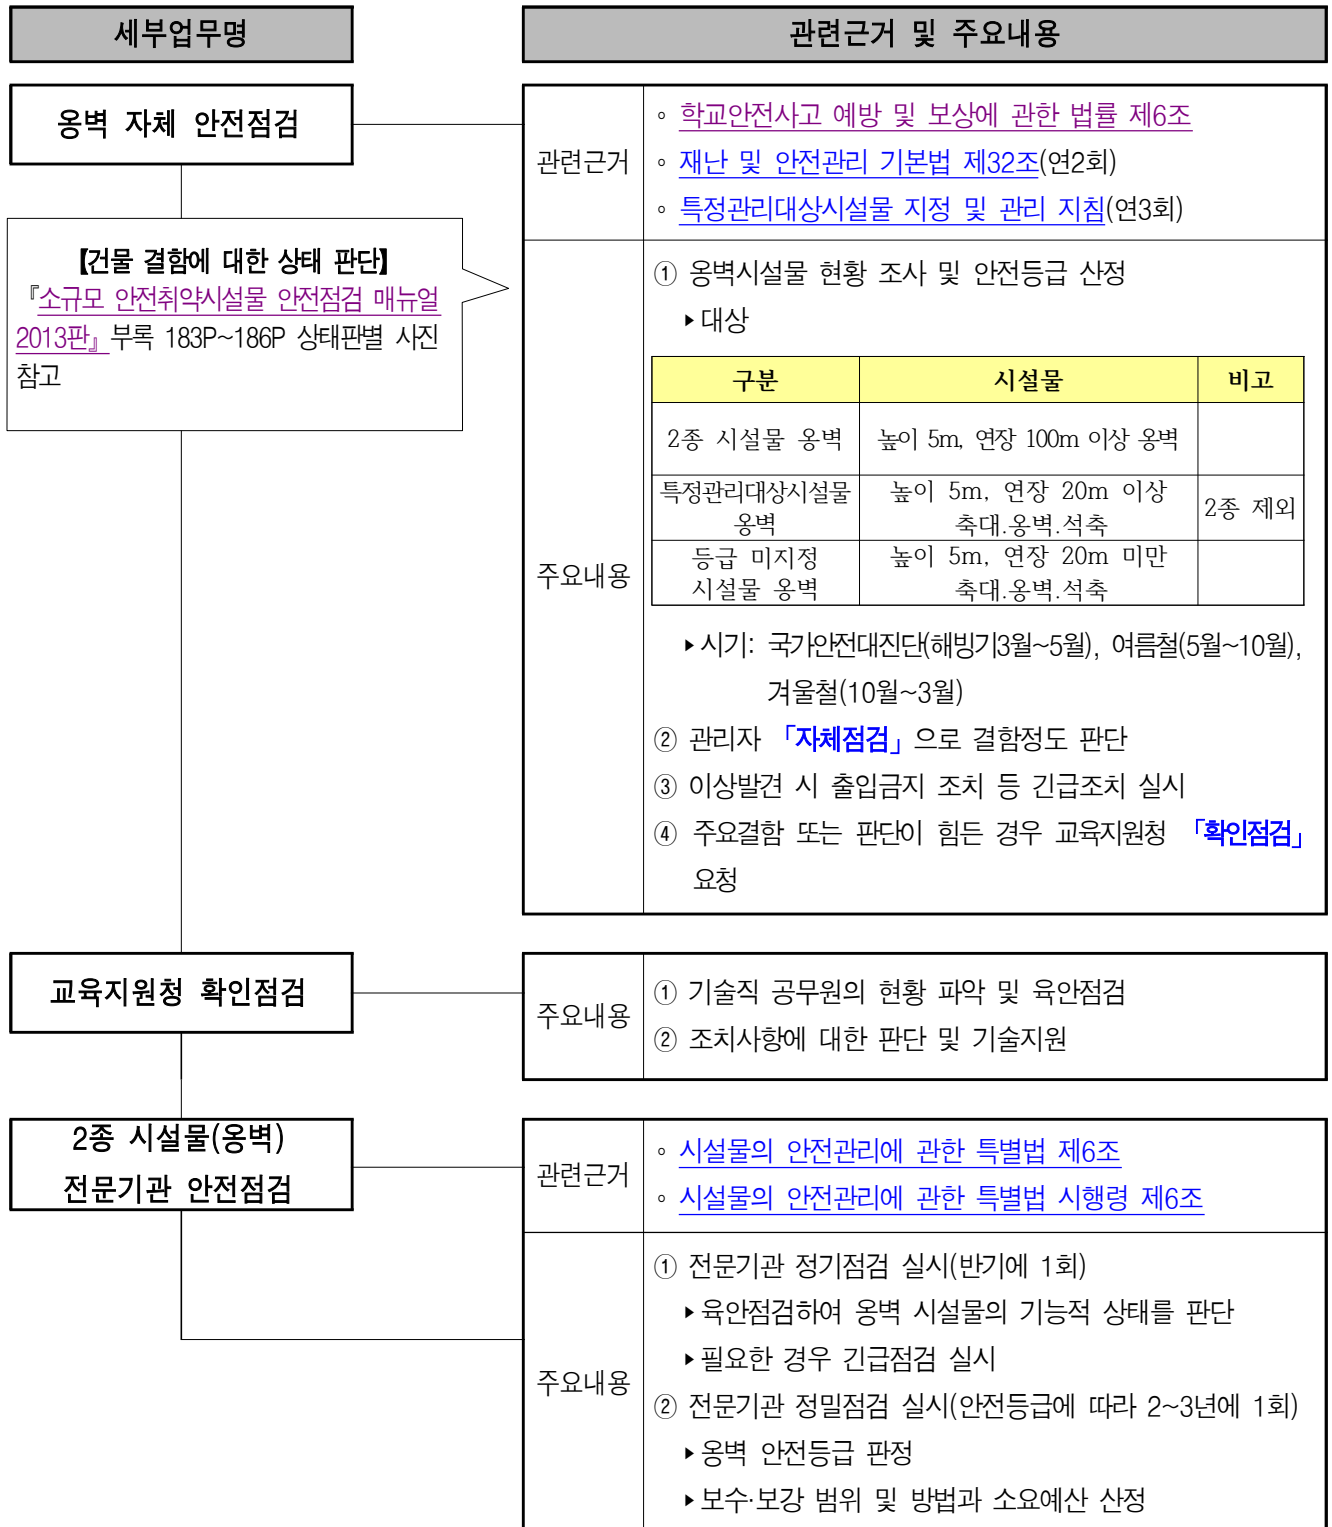 세부업무명
관련근거 및 주요내용
옹벽 자체 안전점검
관련근거
◦ 학교안전사고 예방 및 보상에 관한 법률 제6조
◦ 재난 및 안전관리 기본법 제32조(연2회)
◦ 특정관리대상시설물 지정 및 관리 지침(연3회)
【건물 결함에 대한 상태 판단】
『소규모 안전취약시설물 안전점검 매뉴얼
2013판』부록 183P~186P 상태판별 사진
참고
주요내용
① 옹벽시설물 현황 조사 및 안전등급 산정
▸대상
구분 시설물 비고
2종 시설물 옹벽 높이 5m, 연장 100m 이상 옹벽
특정관리대상시설물
옹벽
높이 5m, 연장 20m 이상
축대.옹벽.석축
2종 제외
등급 미지정
시설물 옹벽
높이 5m, 연장 20m 미만
축대.옹벽.석축
▸시기: 국가안전대진단(해빙기3월~5월), 여름철(5월~10월),
겨울철(10월~3월)
② 관리자 「자체점검」으로 결함정도 판단
③ 이상발견 시 출입금지 조치 등 긴급조치 실시
④ 주요결함 또는 판단이 힘든 경우 교육지원청 「확인점검」
요청
교육지원청 확인점검
주요내용
① 기술직 공무원의 현황 파악 및 육안점검
② 조치사항에 대한 판단 및 기술지원
2종 시설물(옹벽)
전문기관 안전점검
관련근거
◦ 시설물의 안전관리에 관한 특별법 제6조
◦ 시설물의 안전관리에 관한 특별법 시행령 제6조
주요내용
① 전문기관 정기점검 실시(반기에 1회)
▸육안점검하여 옹벽 시설물의 기능적 상태를 판단
▸필요한 경우 긴급점검 실시
② 전문기관 정밀점검 실시(안전등급에 따라 2~3년에 1회)
▸옹벽 안전등급 판정
▸보수·보강 범위 및 방법과 소요예산 산정